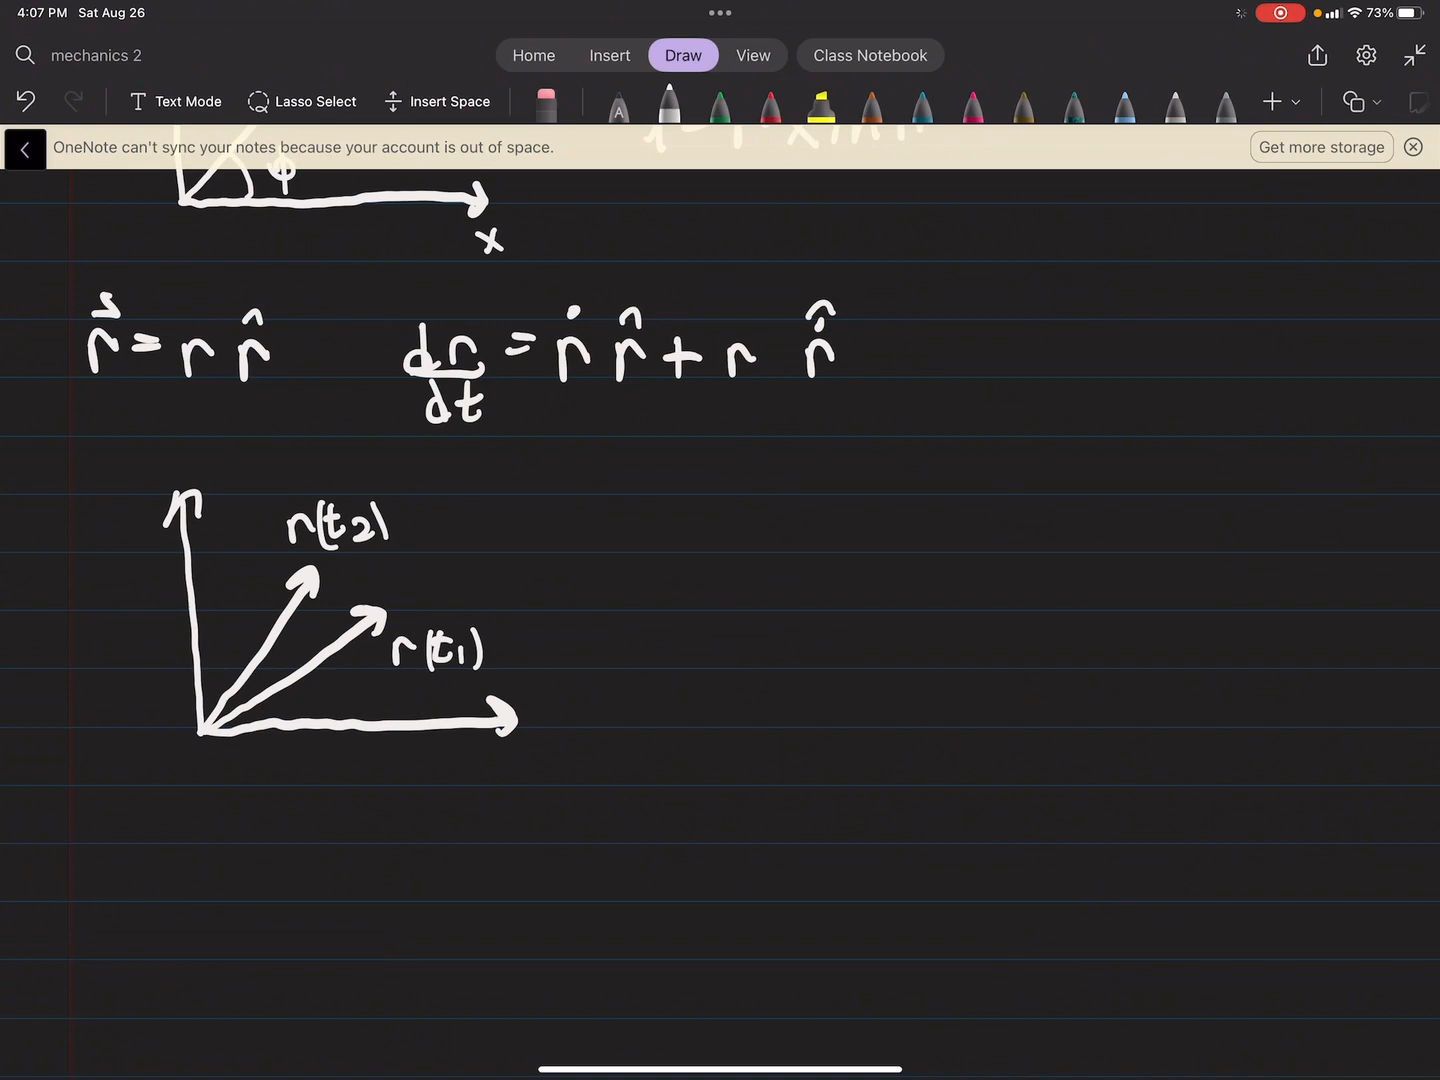 4:07 PM Sat Aug 26
73%
mechanics 2
Home Insert Draw View Class Notebook
Text Mode Lasso Select Insert Space
A
OneNote can't sync your notes because your account is out of space.
Get more storage
ϕ
x
r⃗ = r r̂
dr/dt = ṙ r̂ + r r̂̇
r(t2)
r(t1)